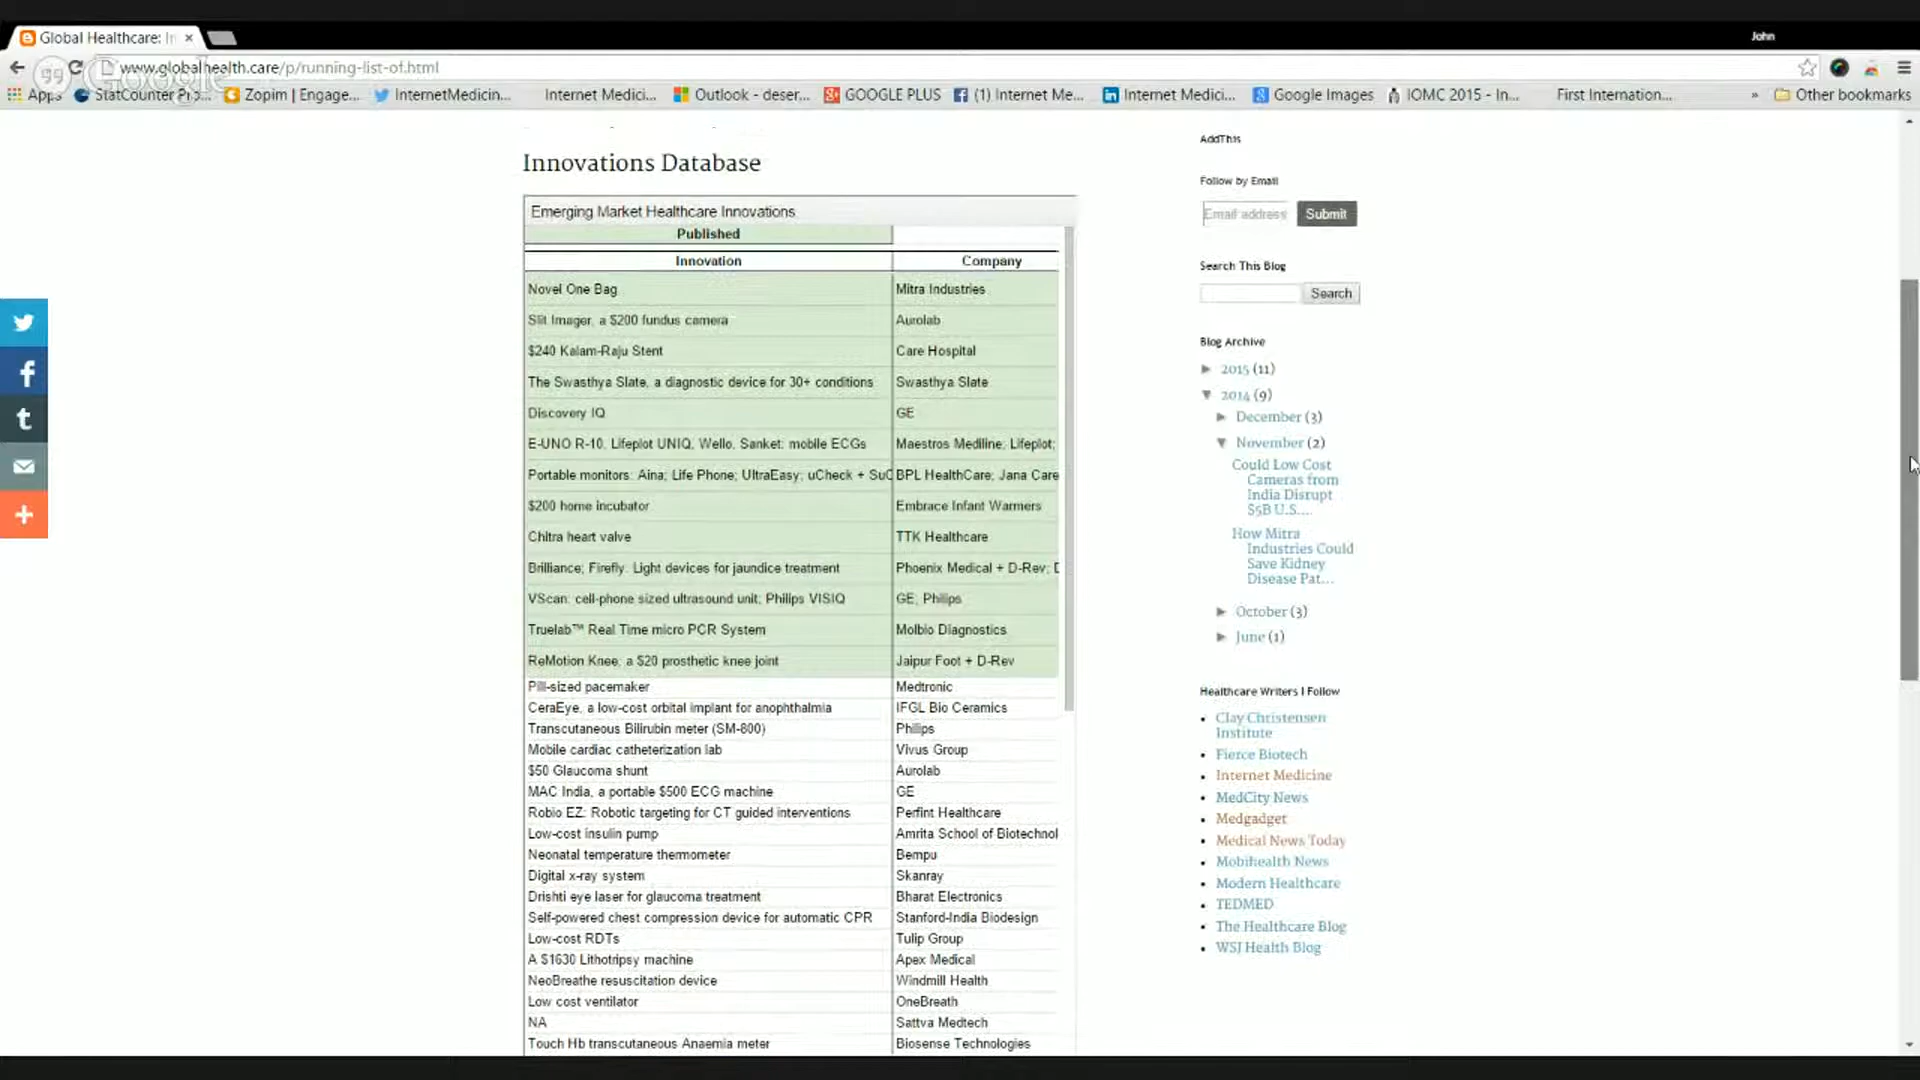 Global Healthcare: In
John
www.globalhealth.care/p/running-list-of.html
Google
Apps
StatCounter Pro...
Zopim | Engage...
InternetMedicin...
Internet Medici...
Outlook - deser...
GOOGLE PLUS
(1) Internet Me...
Internet Medici...
Google Images
IOMC 2015 - In...
First Internation...
» Other bookmarks
Innovations Database
Emerging Market Healthcare Innovations
Published
Innovation Company
Novel One Bag Mitra Industries
Slit Imager, a $200 fundus camera Aurolab
$240 Kalam-Raju Stent Care Hospital
The Swasthya Slate, a diagnostic device for 30+ conditions Swasthya Slate
Discovery IQ GE
E-UNO R-10, Lifeplot UNIQ, Wello, Sanket: mobile ECGs Maestros Mediline; Lifeplot;
Portable monitors: Aina; Life Phone; UltraEasy; uCheck + SuC BPL HealthCare; Jana Care
$200 home incubator Embrace Infant Warmers
Chitra heart valve TTK Healthcare
Brilliance; Firefly: Light devices for jaundice treatment Phoenix Medical + D-Rev; D
VScan: cell-phone sized ultrasound unit; Philips VISIQ GE, Philips
Truelab™ Real Time micro PCR System Molbio Diagnostics
ReMotion Knee: a $20 prosthetic knee joint Jaipur Foot + D-Rev
Pill-sized pacemaker Medtronic
CeraEye, a low-cost orbital implant for anophthalmia IFGL Bio Ceramics
Transcutaneous Bilirubin meter (SM-800) Philips
Mobile cardiac catheterization lab Vivus Group
$50 Glaucoma shunt Aurolab
MAC India, a portable $500 ECG machine GE
Robio EZ: Robotic targeting for CT guided interventions Perfint Healthcare
Low-cost insulin pump Amrita School of Biotechnol
Neonatal temperature thermometer Bempu
Digital x-ray system Skanray
Drishti eye laser for glaucoma treatment Bharat Electronics
Self-powered chest compression device for automatic CPR Stanford-India Biodesign
Low-cost RDTs Tulip Group
A $1630 Lithotripsy machine Apex Medical
NeoBreathe resuscitation device Windmill Health
Low cost ventilator OneBreath
NA Sattva Medtech
Touch Hb transcutaneous Anaemia meter Biosense Technologies
AddThis
Follow by Email
Email address Submit
Search This Blog
Search
Blog Archive
► 2015 (11)
▼ 2014 (9)
► December (3)
▼ November (2)
Could Low Cost
Cameras from
India Disrupt
$5B U.S....
How Mitra
Industries Could
Save Kidney
Disease Pat...
► October (3)
► June (1)
Healthcare Writers I Follow
Clay Christensen
Institute
Fierce Biotech
Internet Medicine
MedCity News
Medgadget
Medical News Today
Mobihealth News
Modern Healthcare
TEDMED
The Healthcare Blog
WSJ Health Blog